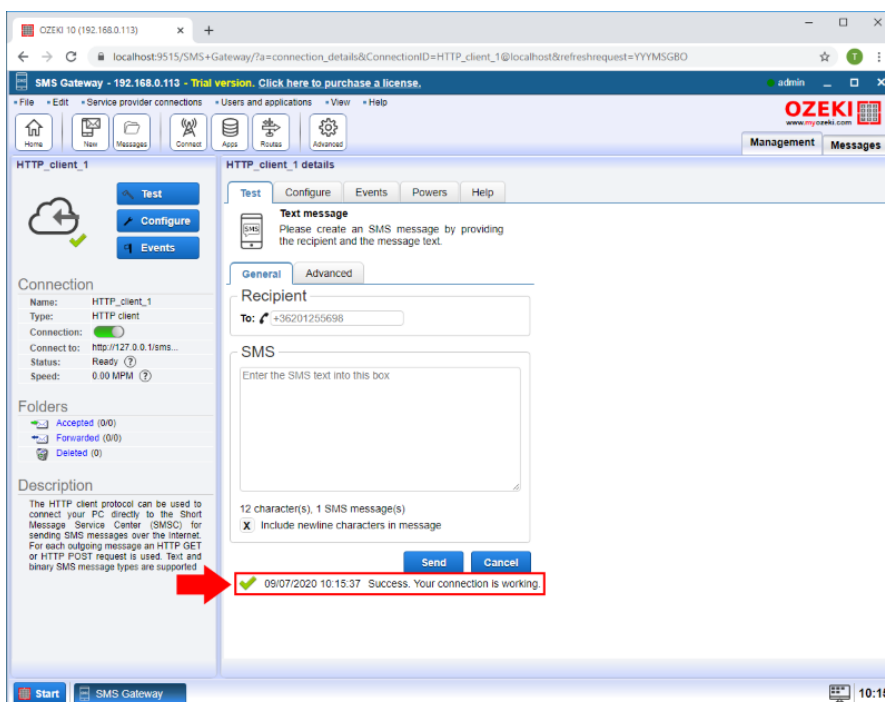 OZEKI 10 (192.168.0.113)
localhost:9515/SMS+Gateway/?a=connection_details&ConnectionID=HTTP_client_1@localhost&refreshrequest=YYYMSGBO
T
SMS Gateway - 192.168.0.113 - Trial version. Click here to purchase a license.
admin
File Edit Service provider connections Users and applications View Help
OZEKI
www.myozeki.com
Home New Messages Connect Apps Routes Advanced
Management Messages
HTTP_client_1
Test
Configure
Events
Connection
Name: HTTP_client_1
Type: HTTP client
Connection:
Connect to: http://127.0.0.1/sms...
Status: Ready ?
Speed: 0.00 MPM ?
Folders
Accepted (0/0)
Forwarded (0/0)
Deleted (0)
Description
The HTTP client protocol can be used to
connect your PC directly to the Short
Message Service Center (SMSC) for
sending SMS messages over the Internet.
For each outgoing message an HTTP GET
or HTTP POST request is used. Text and
binary SMS message types are supported
HTTP_client_1 details
Test Configure Events Powers Help
SMS
Text message
Please create an SMS message by providing
the recipient and the message text.
General Advanced
Recipient
To: +36201255698
SMS
Enter the SMS text into this box
12 character(s), 1 SMS message(s)
X Include newline characters in message
Send Cancel
09/07/2020 10:15:37 Success. Your connection is working.
Start SMS Gateway
10:15